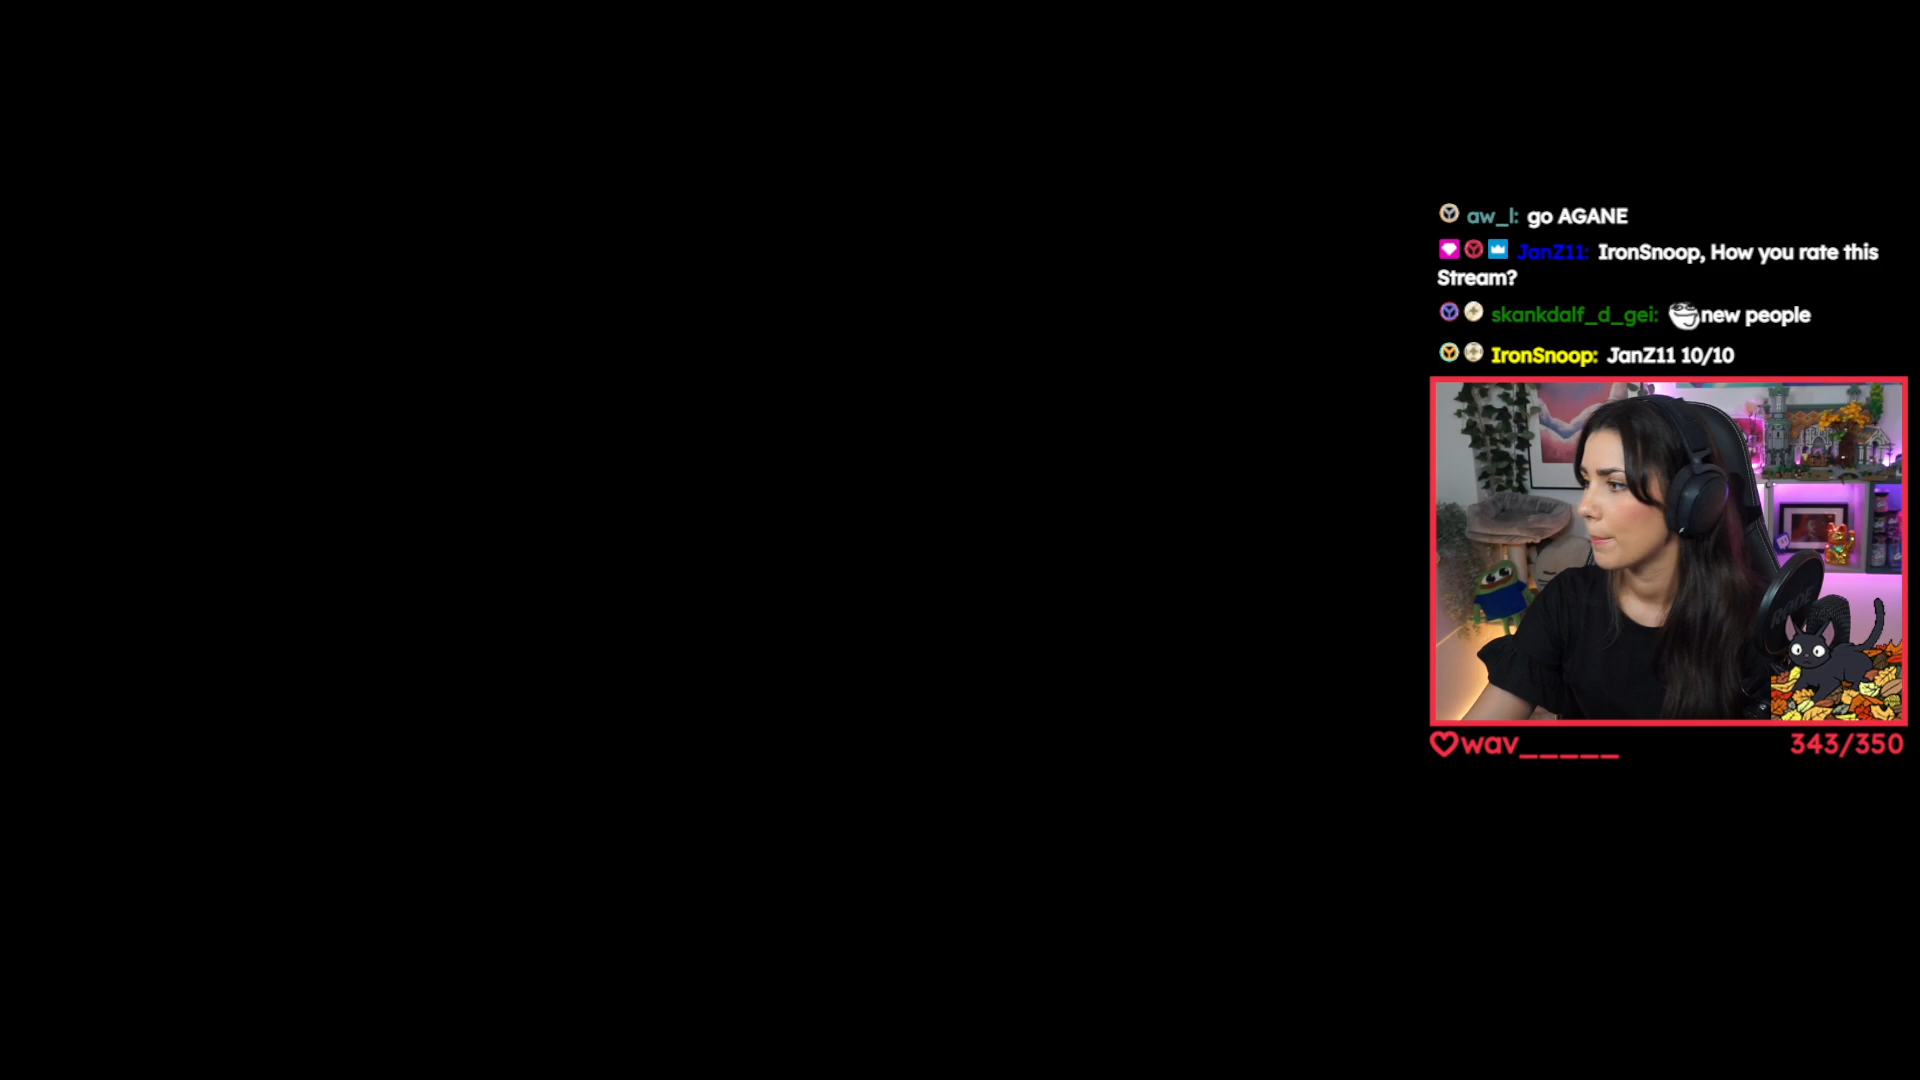 aw_l: go AGANE
JanZ11: IronSnoop, How you rate this
Stream?
skankdalf_d_gei: new people
IronSnoop: JanZ11 10/10
RODE
wav_____ 343/350